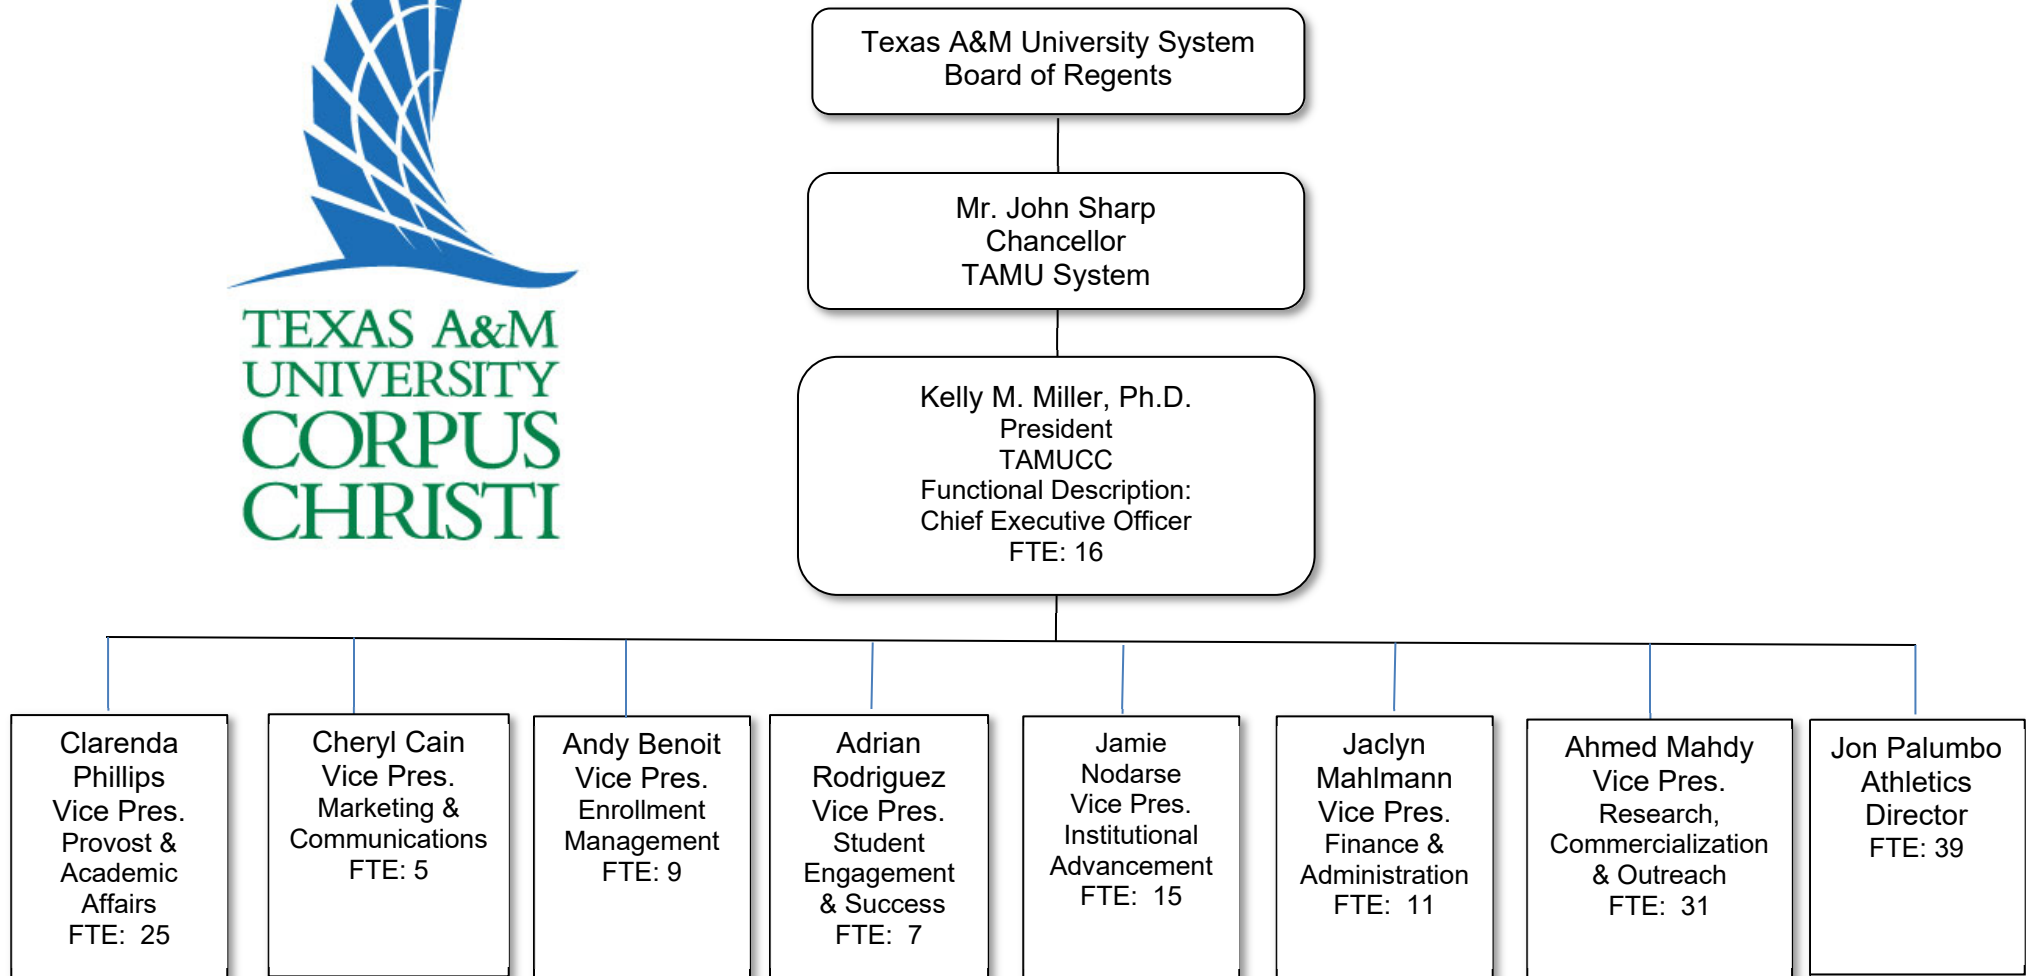 Texas A&M University System
Board of Regents
Mr. John Sharp
Chancellor
TAMU System
TEXAS A&M
UNIVERSITY
CORPUS
CHRISTI
Kelly M. Miller, Ph.D.
President
TAMUCC
Functional Description:
Chief Executive Officer
FTE: 16
Clarenda
Phillips
Vice Pres.
Provost &
Academic
Affairs
FTE:  25
Cheryl Cain
Vice Pres.
Marketing &
Communications
FTE: 5
Andy Benoit
Vice Pres.
Enrollment
Management
FTE: 9
Adrian
Rodriguez
Vice Pres.
Student
Engagement
& Success
FTE:  7
Jamie
Nodarse
Vice Pres.
Institutional
Advancement
FTE:  15
Jaclyn
Mahlmann
Vice Pres.
Finance &
Administration
FTE:  11
Ahmed Mahdy
Vice Pres.
Research,
Commercialization
& Outreach
FTE:  31
Jon Palumbo
Athletics
Director
FTE: 39